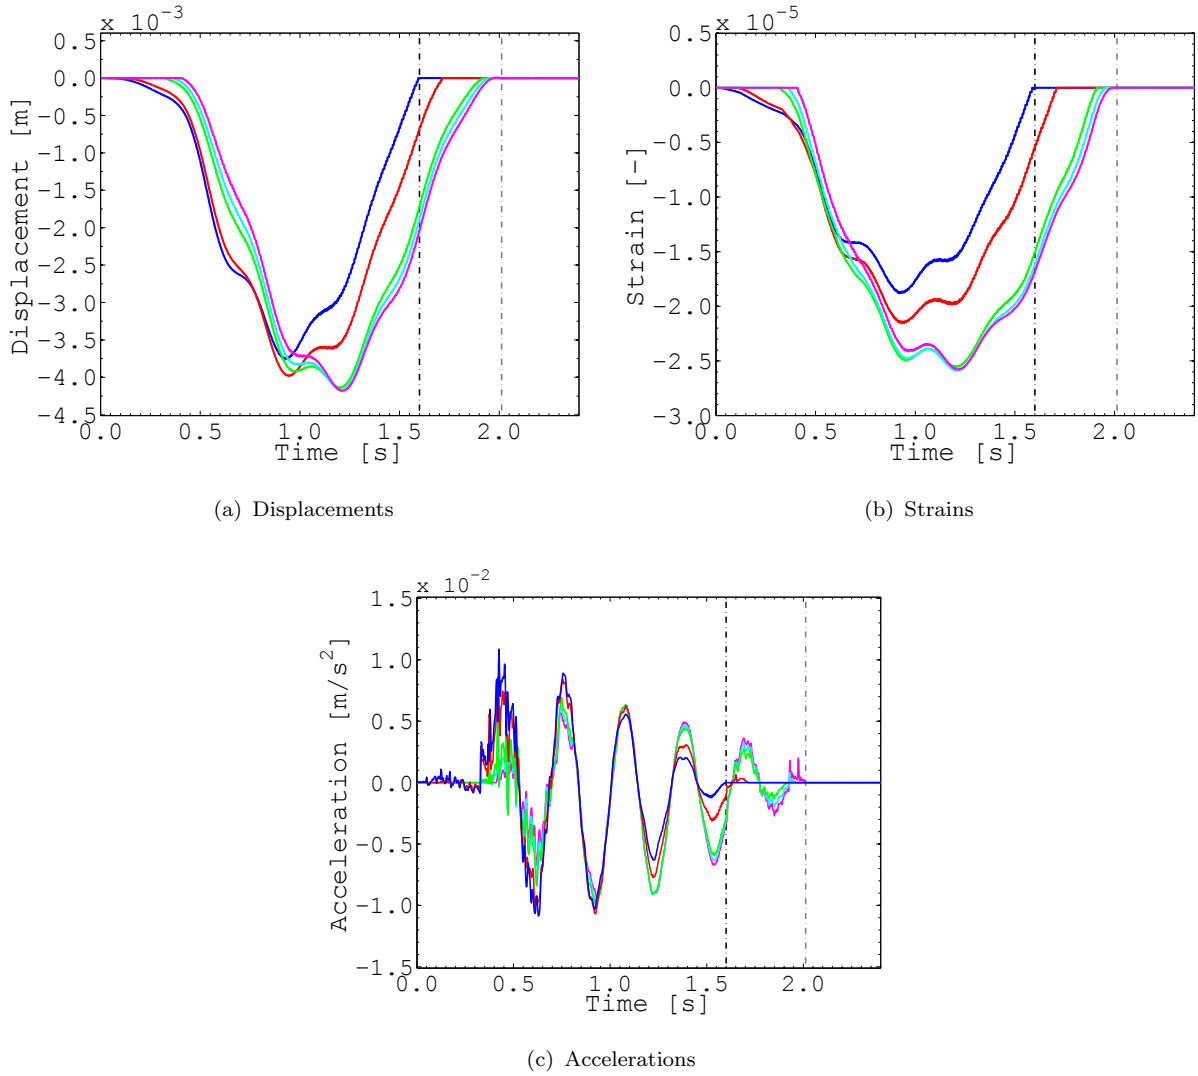 x 10⁻³
0.5
0.0
−0.5
−1.0
−1.5
−2.0
−2.5
−3.0
−3.5
−4.0
−4.5
Displacement [m]
0.0 0.5 1.0 1.5 2.0
Time [s]
(a) Displacements
x 10⁻⁵
0.5
0.0
−0.5
−1.0
−1.5
−2.0
−2.5
−3.0
Strain [-]
0.0 0.5 1.0 1.5 2.0
Time [s]
(b) Strains
x 10⁻²
1.5
1.0
0.5
0.0
−0.5
−1.0
−1.5
Acceleration [m/s²]
0.0 0.5 1.0 1.5 2.0
Time [s]
(c) Accelerations